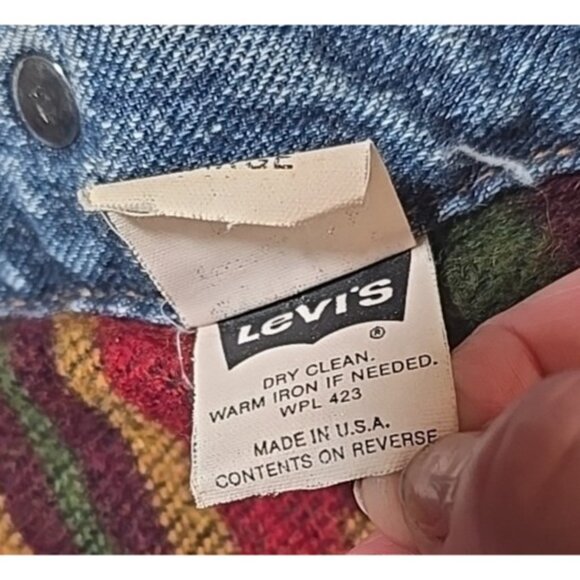 LEVI'S
®
DRY CLEAN.
WARM IRON IF NEEDED.
WPL 423
MADE IN U.S.A.
CONTENTS ON REVERSE